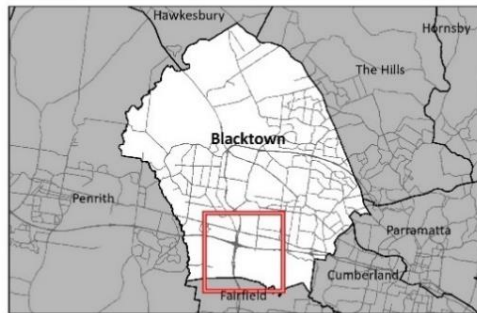 Hawkesbury
Hornsby
The Hills
Blacktown
Penrith
Parramatta
Cumberland
Fairfield